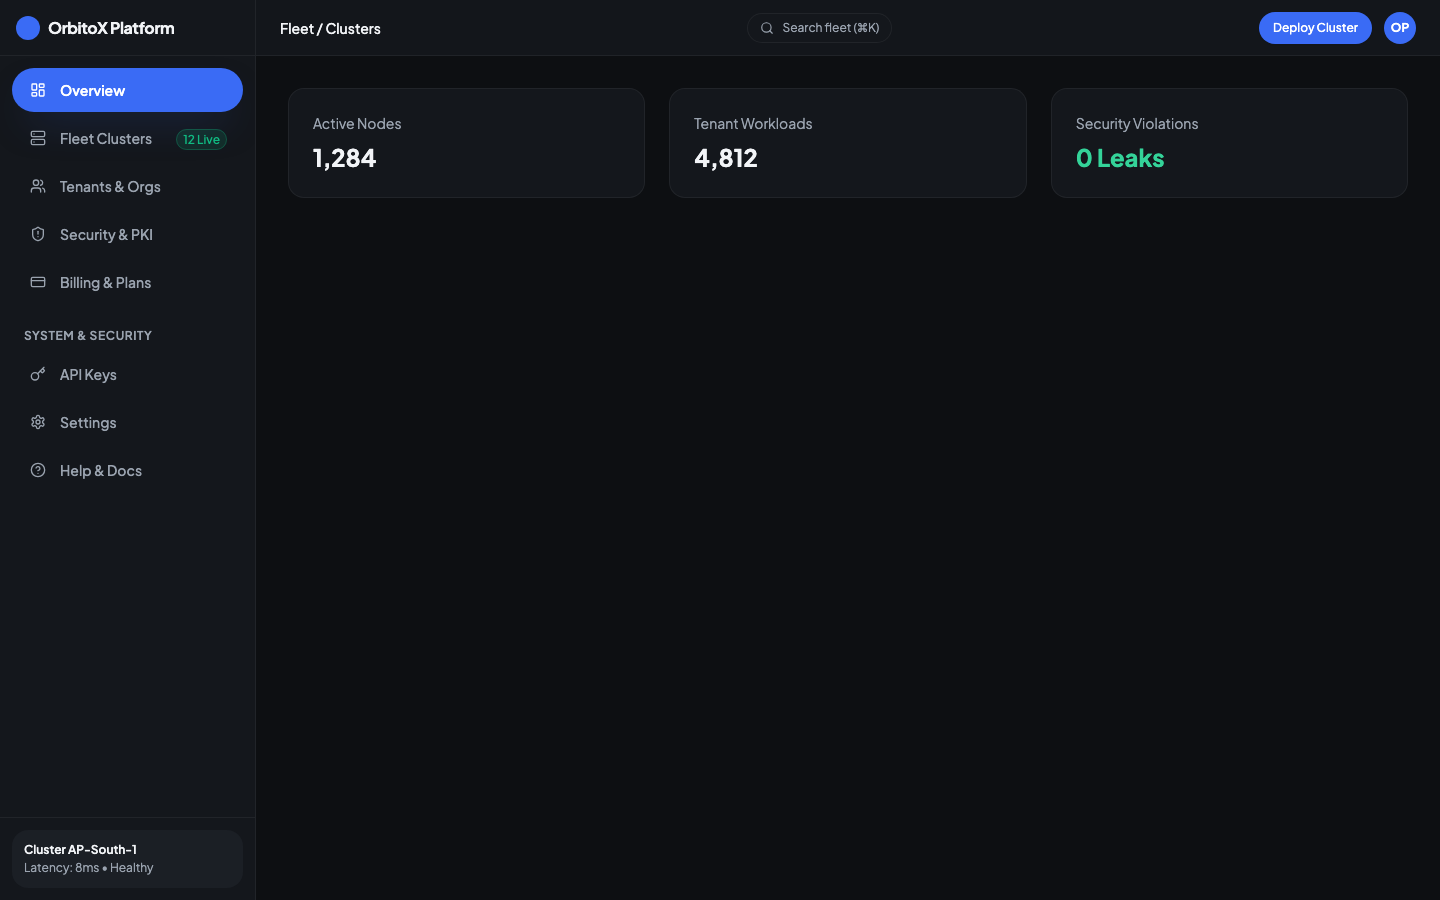 OrbitoX Platform
Fleet / Clusters
Search fleet (⌘K)
Deploy Cluster
OP
Overview
Fleet Clusters
12 Live
Tenants & Orgs
Security & PKI
Billing & Plans
SYSTEM & SECURITY
API Keys
Settings
Help & Docs
Active Nodes
1,284
Tenant Workloads
4,812
Security Violations
0 Leaks
Cluster AP-South-1
Latency: 8ms • Healthy